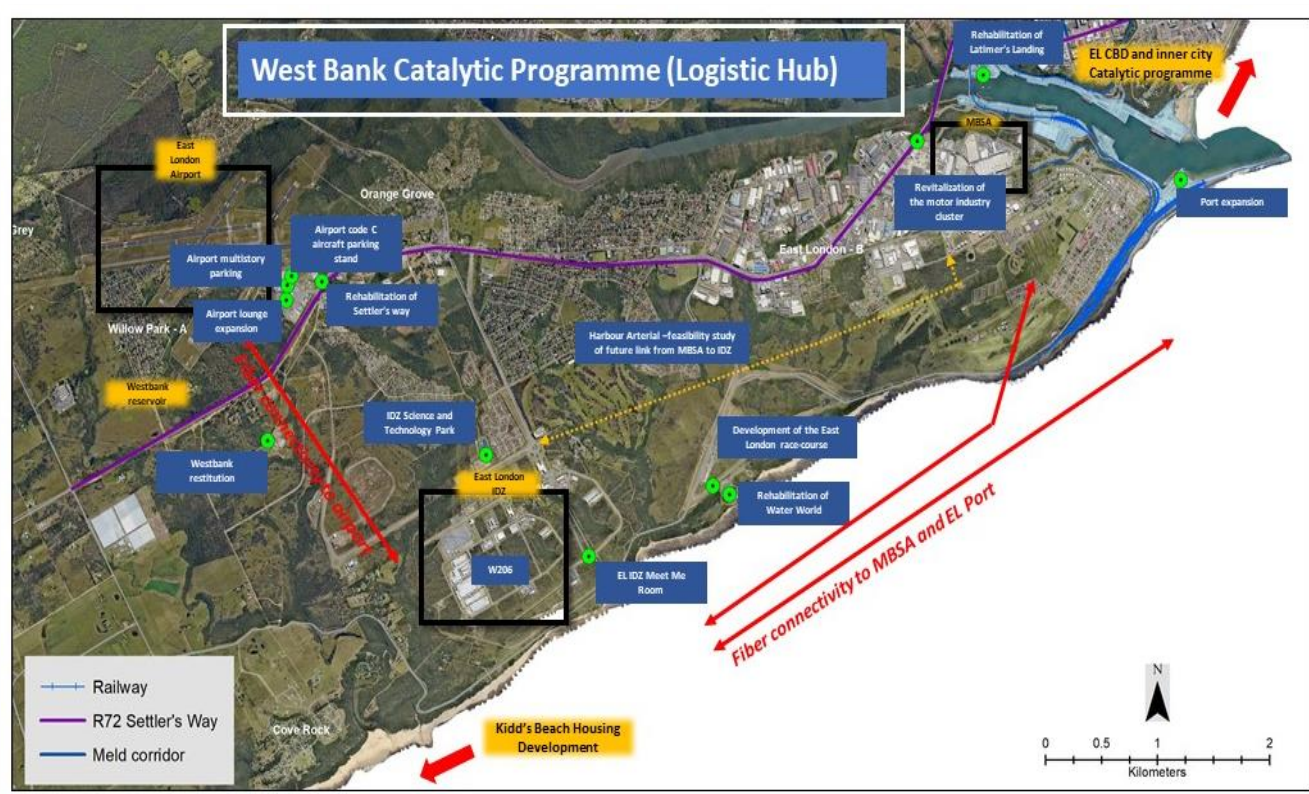 West Bank Catalytic Programme (Logistic Hub)
Rehabilitation of
Latimer's Landing
EL CBD and inner city
Catalytic programme
MBSA
East
London
Airport
Orange Grove
Grey
Revitalization of
the motor industry
cluster
Port expansion
Airport code C
aircraft parking
stand
Airport multistory
parking
East London - B
Rehabilitation of
Settler's way
Airport lounge
expansion
Willow Park - A
Harbour Arterial –feasibility study
of future link from MBSA to IDZ
Westbank
reservoir
Fiber connectivity to airport
IDZ Science and
Technology Park
Development of the East
London race-course
Westbank
restitution
East London
IDZ
Rehabilitation of
Water World
W206
EL IDZ Meet Me
Room
Fiber connectivity to MBSA and EL Port
Railway
R72 Settler's Way
Meld corridor
Cove Rock
Kidd's Beach Housing
Development
N
0 0.5 1 2
Kilometers